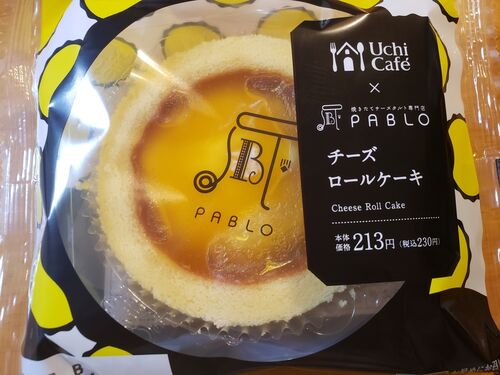 Uchi
Café
×
焼きたてチーズタルト専門店
PABLO
チーズ
ロールケーキ
Cheese Roll Cake
本体
価格 213円(税込230円)
PABLO